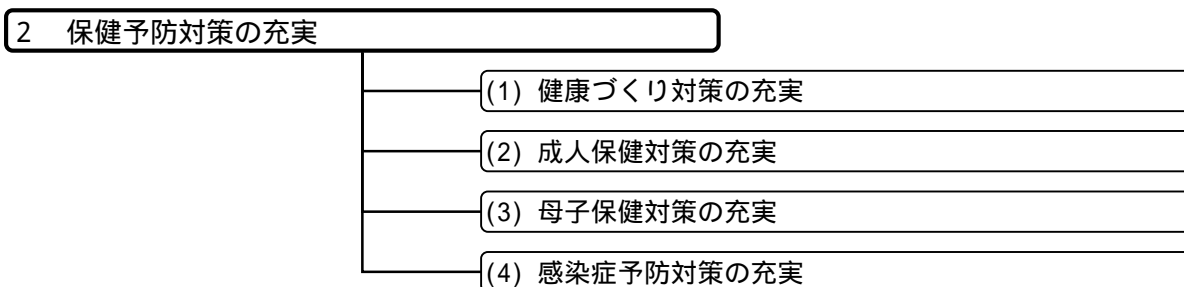 2 保健予防対策の充実
(1) 健康づくり対策の充実
(2) 成人保健対策の充実
(3) 母子保健対策の充実
(4) 感染症予防対策の充実